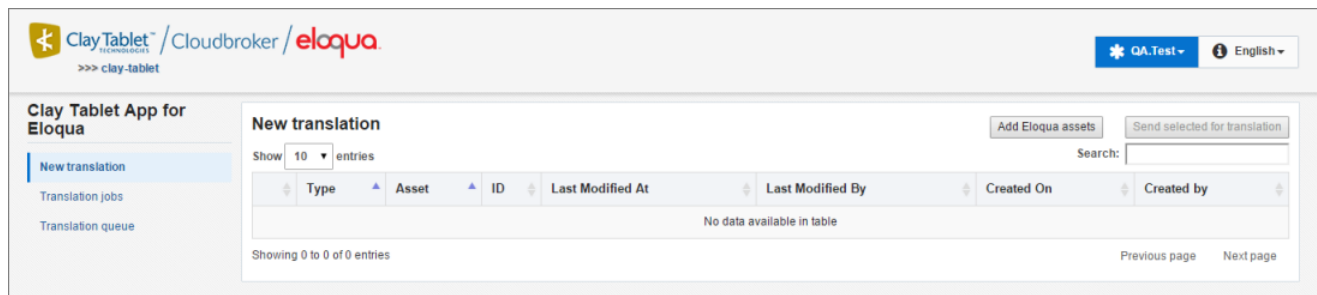 Clay Tablet™ / Cloudbroker / eloqua.
TECHNOLOGIES
>>> clay-tablet
QA.Test
English
Clay Tablet App for
Eloqua
New translation
Translation jobs
Translation queue
New translation
Add Eloqua assets
Send selected for translation
Show 10 entries
Search:
Type Asset ID Last Modified At Last Modified By Created On Created by
No data available in table
Showing 0 to 0 of 0 entries
Previous page Next page